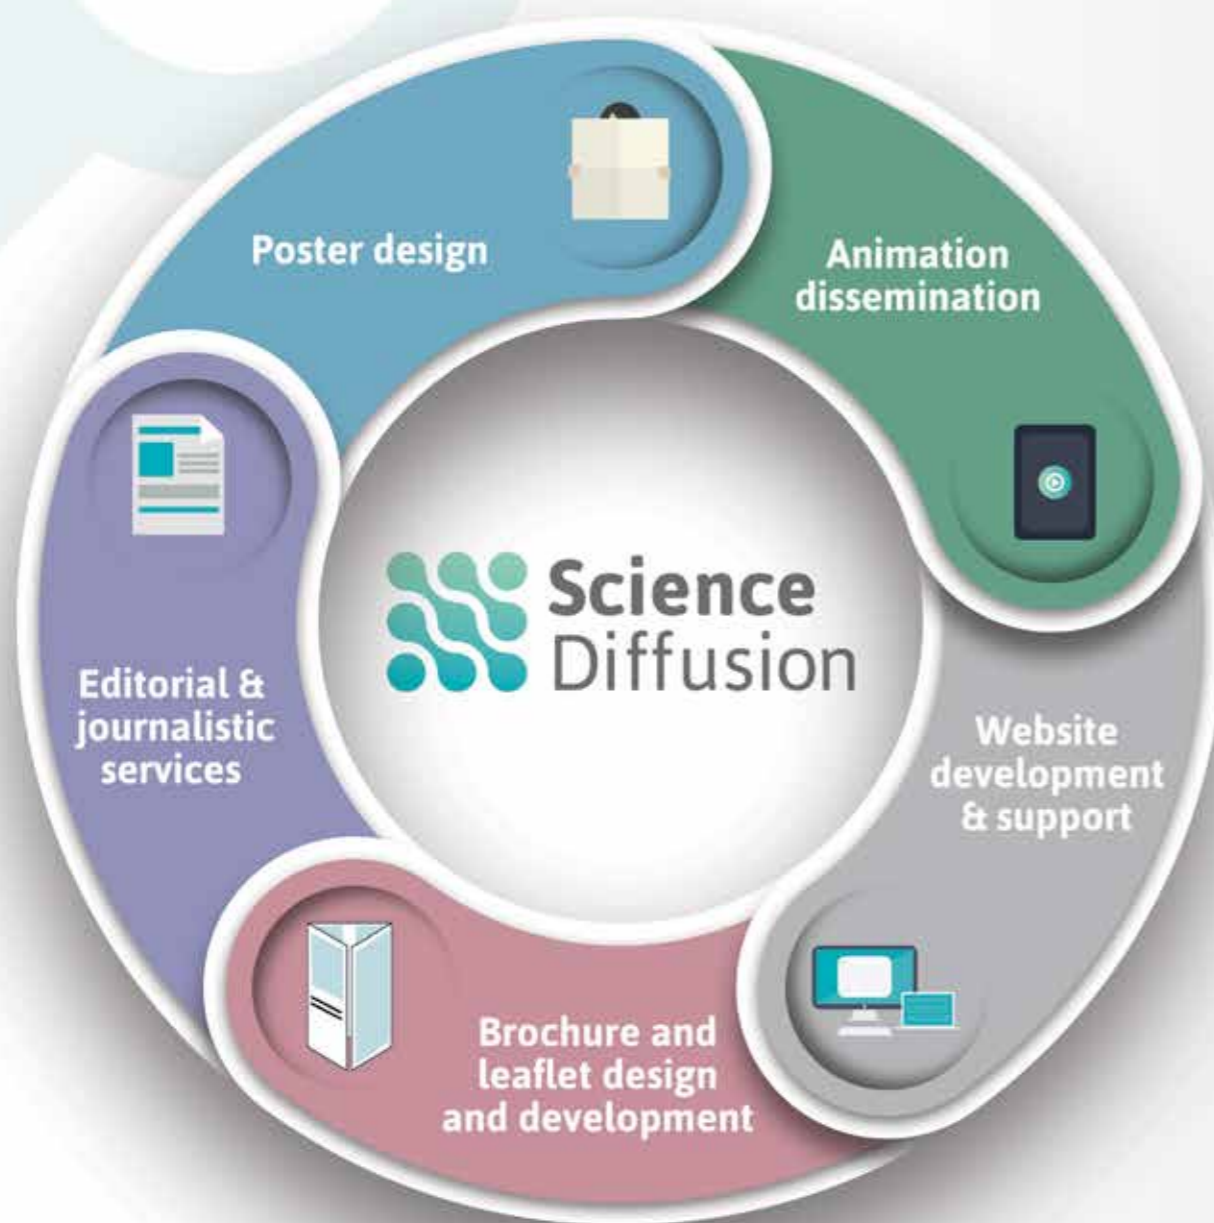 Poster design
Animation
dissemination
Science
Diffusion
Editorial &
journalistic
services
Website
development
& support
Brochure and
leaflet design
and development